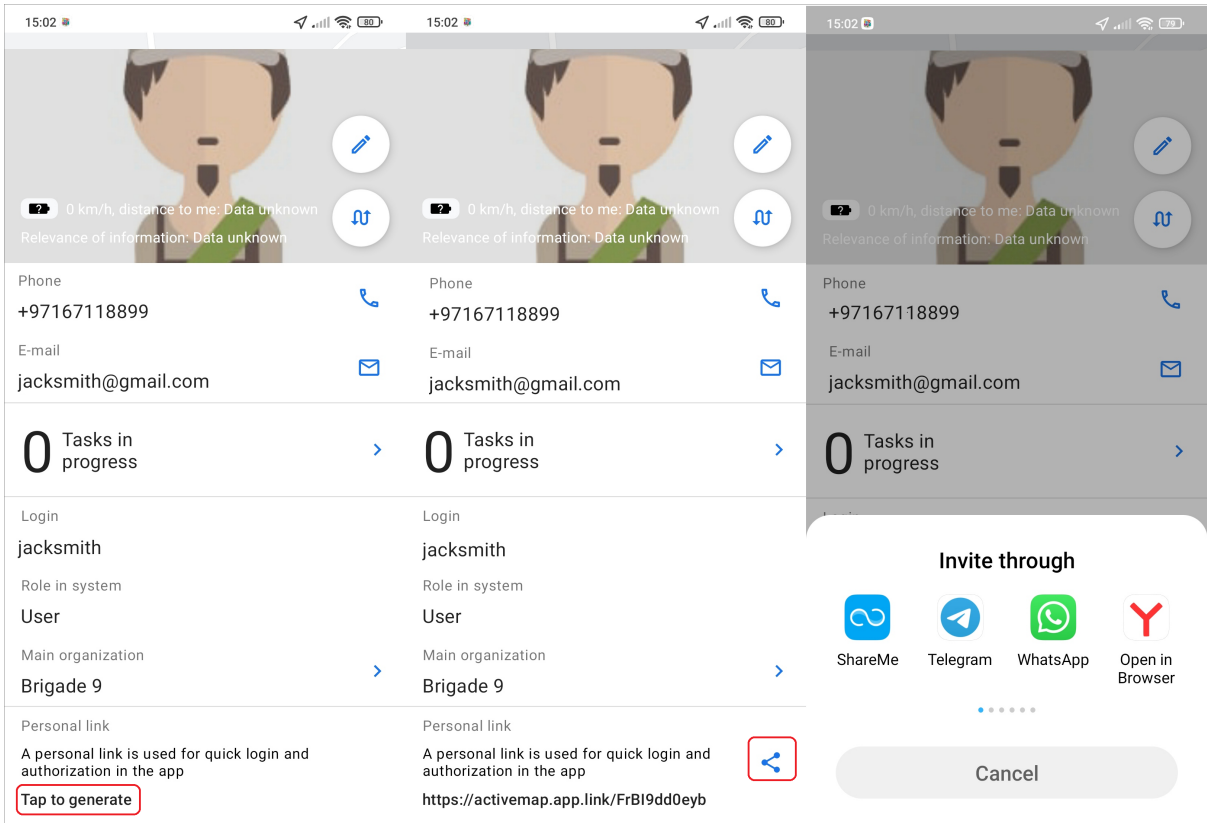 15:02
80
0 km/h, distance to me: Data unknown
Relevance of information: Data unknown
Phone
+97167118899
E-mail
jacksmith@gmail.com
0 Tasks in
progress
Login
jacksmith
Role in system
User
Main organization
Brigade 9
Personal link
A personal link is used for quick login and
authorization in the app
Tap to generate
15:02
80
0 km/h, distance to me: Data unknown
Relevance of information: Data unknown
Phone
+97167118899
E-mail
jacksmith@gmail.com
0 Tasks in
progress
Login
jacksmith
Role in system
User
Main organization
Brigade 9
Personal link
A personal link is used for quick login and
authorization in the app
https://activemap.app.link/FrBI9dd0eyb
15:02
79
0 km/h, distance to me: Data unknown
Relevance of information: Data unknown
Phone
+97167118899
E-mail
jacksmith@gmail.com
0 Tasks in
progress
Invite through
ShareMe
Telegram
WhatsApp
Open in
Browser
Cancel